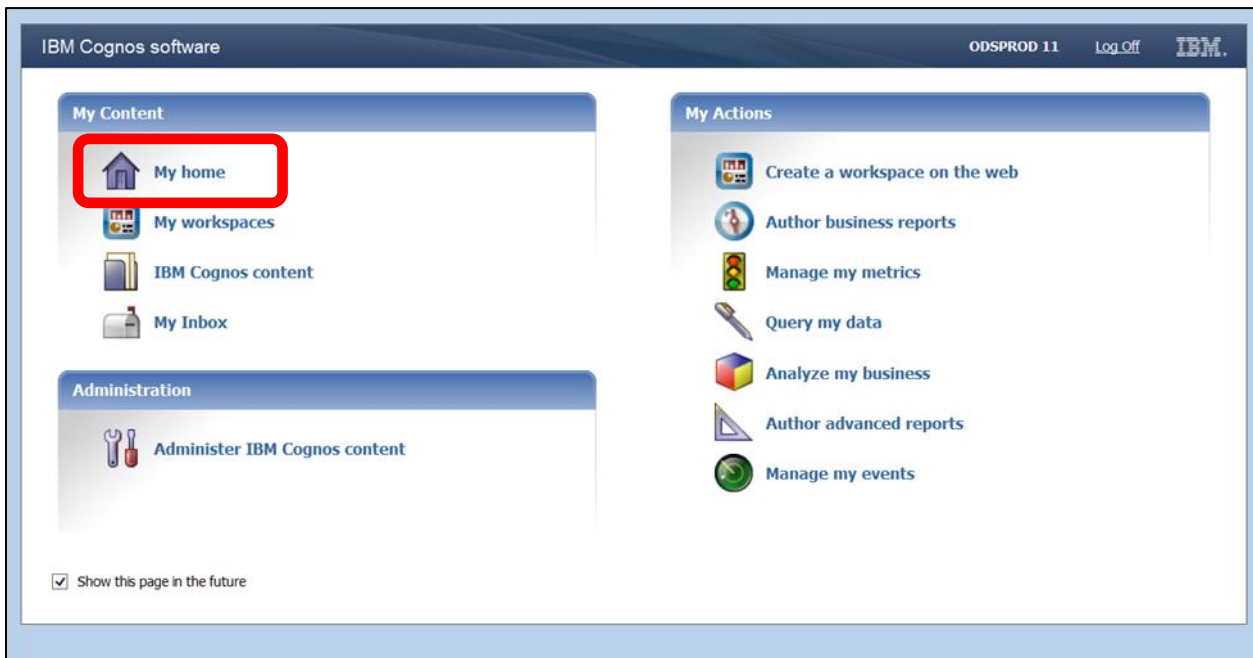 IBM Cognos software
ODSPROD 11
Log Off
IBM.
My Content
My home
My workspaces
IBM Cognos content
My Inbox
Administration
Administer IBM Cognos content
My Actions
Create a workspace on the web
Author business reports
Manage my metrics
Query my data
Analyze my business
Author advanced reports
Manage my events
Show this page in the future